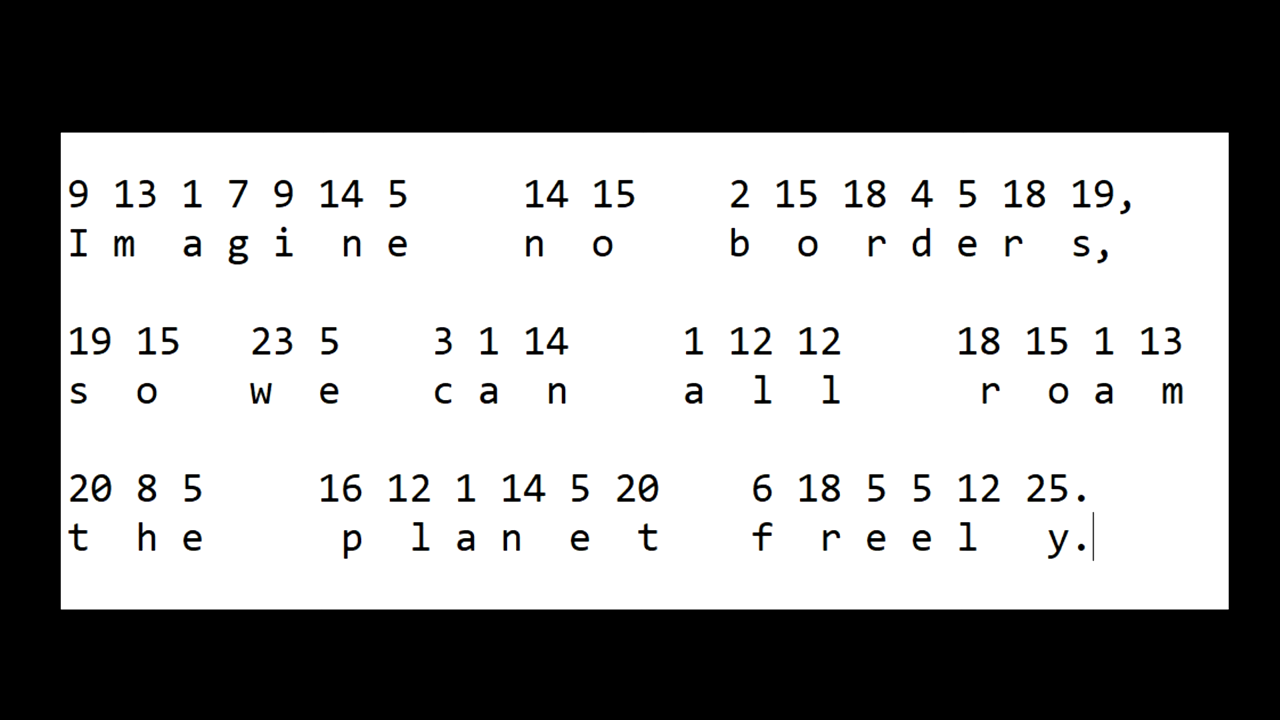 9 13 1 7 9 14 5 14 15 2 15 18 4 5 18 19,
I m a g i n e n o b o r d e r s,
19 15 23 5 3 1 14 1 12 12 18 15 1 13
s o w e c a n a l l r o a m
20 8 5 16 12 1 14 5 20 6 18 5 5 12 25.
t h e p l a n e t f r e e l y.